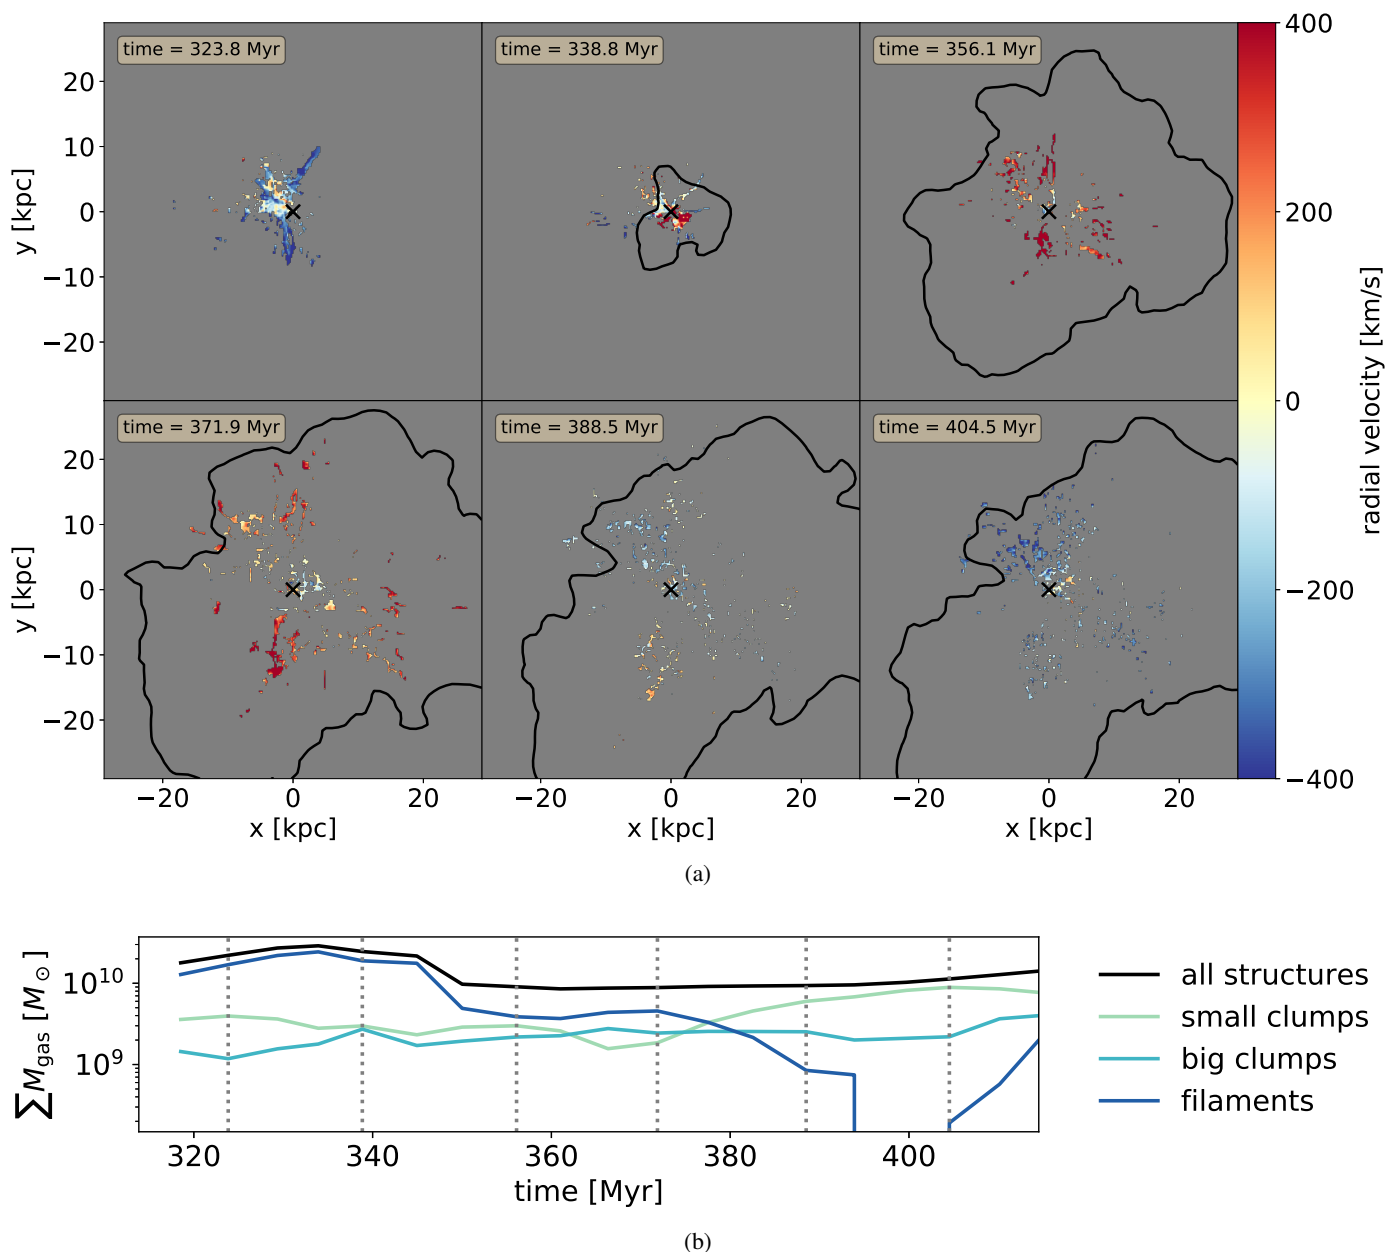 time = 323.8 Myr
time = 338.8 Myr
time = 356.1 Myr
400
200
0
−200
−400
radial velocity [km/s]
20
10
0
−10
−20
y [kpc]
time = 371.9 Myr
time = 388.5 Myr
time = 404.5 Myr
20
10
0
−10
−20
y [kpc]
−20 0 20
−20 0 20
−20 0 20
x [kpc]
x [kpc]
x [kpc]
(a)
∑M_gas [M_⊙]
10^10
10^9
320 340 360 380 400
time [Myr]
all structures
small clumps
big clumps
filaments
(b)